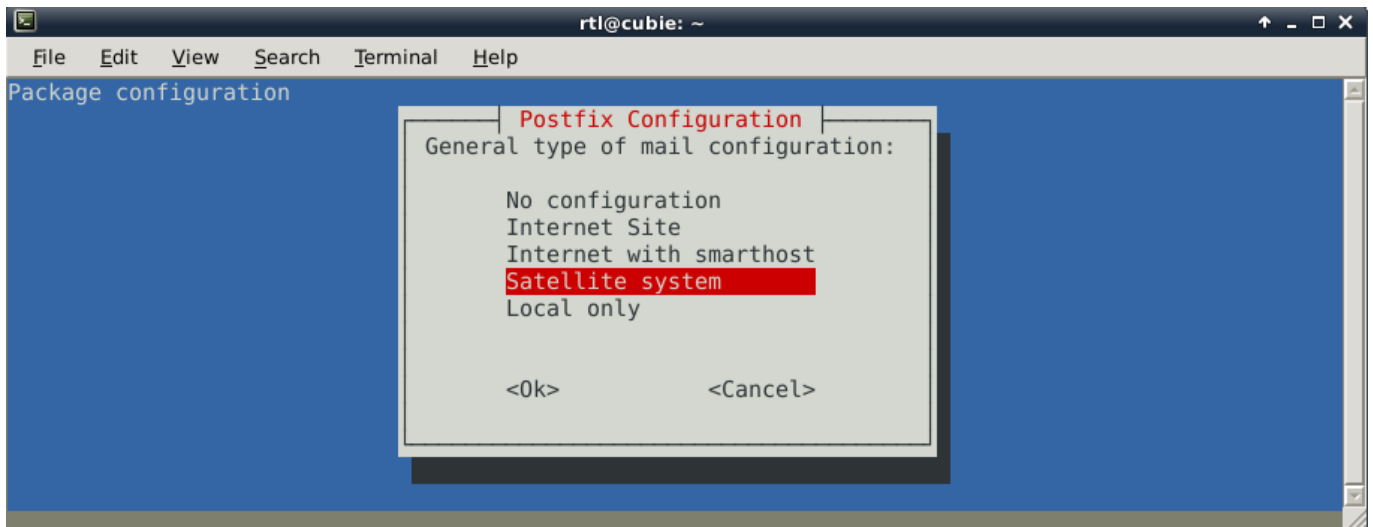 rtl@cubie: ~
File Edit View Search Terminal Help
Package configuration
Postfix Configuration
General type of mail configuration:
No configuration
Internet Site
Internet with smarthost
Satellite system
Local only
<Ok> <Cancel>